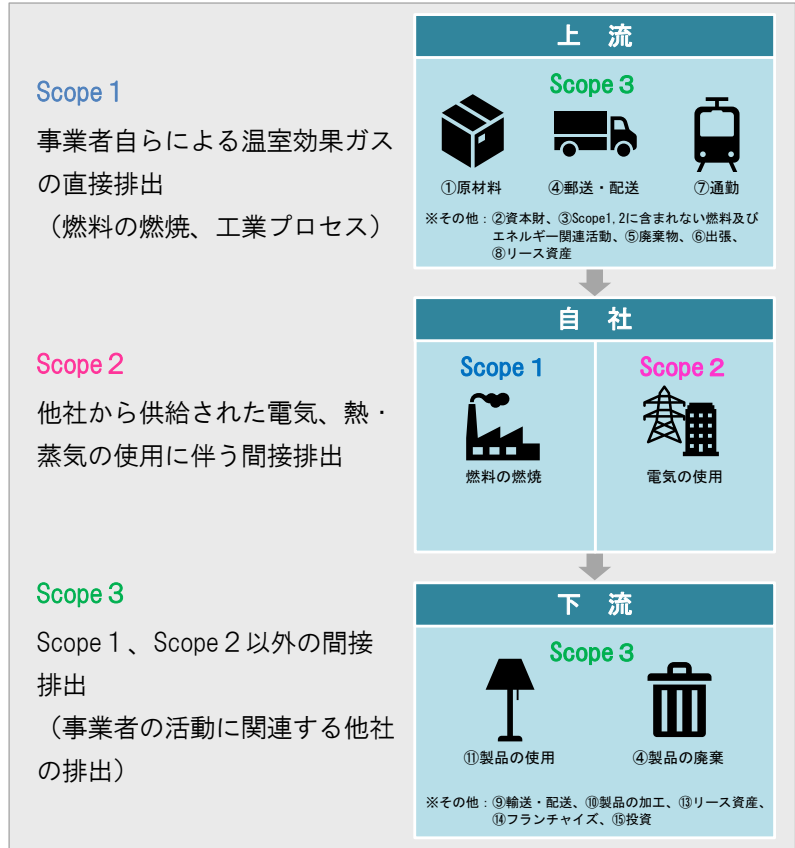 Scope 1
事業者自らによる温室効果ガス
の直接排出
（燃料の燃焼、工業プロセス）
Scope 2
他社から供給された電気、熱・
蒸気の使用に伴う間接排出
Scope 3
Scope 1、Scope 2 以外の間接
排出
（事業者の活動に関連する他社
の排出）
上　流
Scope 3
①原材料　④郵送・配送　⑦通勤
※その他：②資本財、③Scope1,2に含まれない燃料及び
エネルギー関連活動、⑤廃棄物、⑥出張、
⑧リース資産
自　社
Scope 1　Scope 2
燃料の燃焼　電気の使用
下　流
Scope 3
⑪製品の使用　④製品の廃棄
※その他：⑨輸送・配送、⑩製品の加工、⑬リース資産、
⑭フランチャイズ、⑮投資